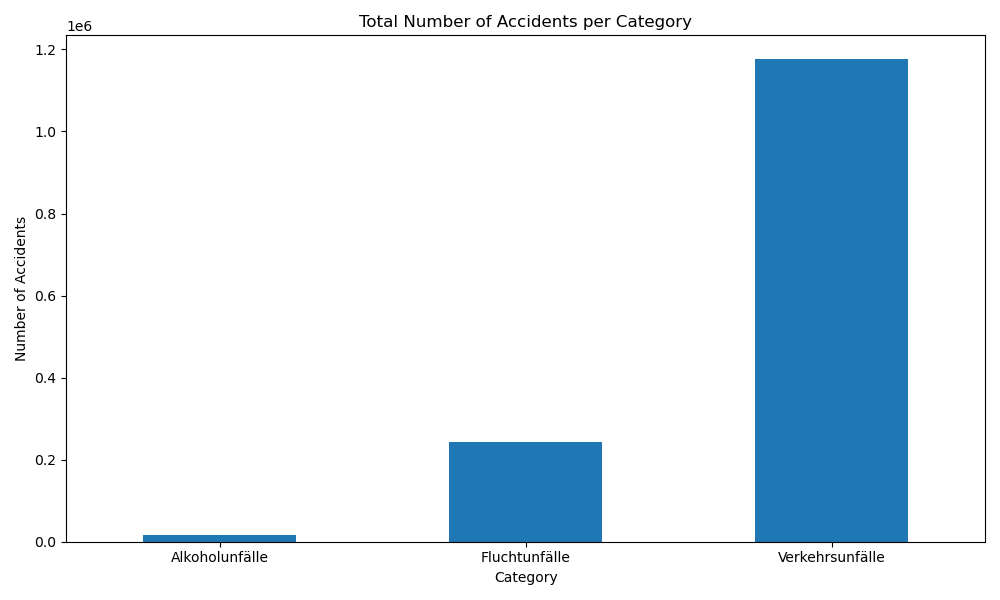 Total Number of Accidents per Category
1e6
1.2
1.0
0.8
0.6
0.4
0.2
0.0
Number of Accidents
Alkoholunfälle
Fluchtunfälle
Verkehrsunfälle
Category